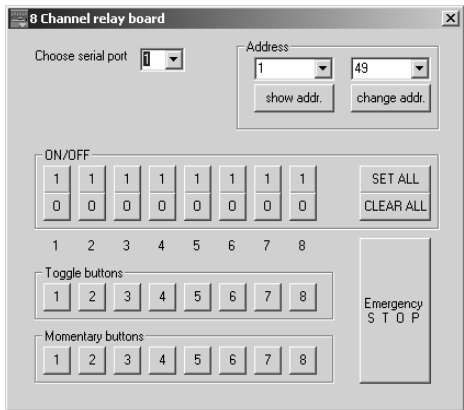 8 Channel relay board
Choose serial port 1
Address
1 49
show addr. change addr.
ON/OFF
1 1 1 1 1 1 1 1 SET ALL
0 0 0 0 0 0 0 0 CLEAR ALL
1 2 3 4 5 6 7 8
Toggle buttons
1 2 3 4 5 6 7 8
Emergency
S T O P
Momentary buttons
1 2 3 4 5 6 7 8